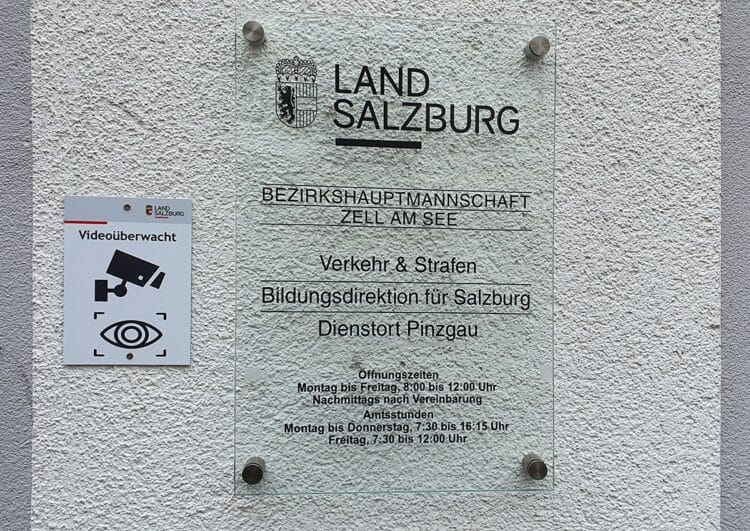 LAND
SALZBURG
BEZIRKSHAUPTMANNSCHAFT
ZELL AM SEE
Verkehr & Strafen
Bildungsdirektion für Salzburg
Dienstort Pinzgau
Öffnungszeiten
Montag bis Freitag, 8:00 bis 12:00 Uhr
Nachmittags nach Vereinbarung
Amtsstunden
Montag bis Donnerstag, 7:30 bis 16:15 Uhr
Freitag, 7:30 bis 12:00 Uhr
LAND
SALZBURG
Videoüberwacht